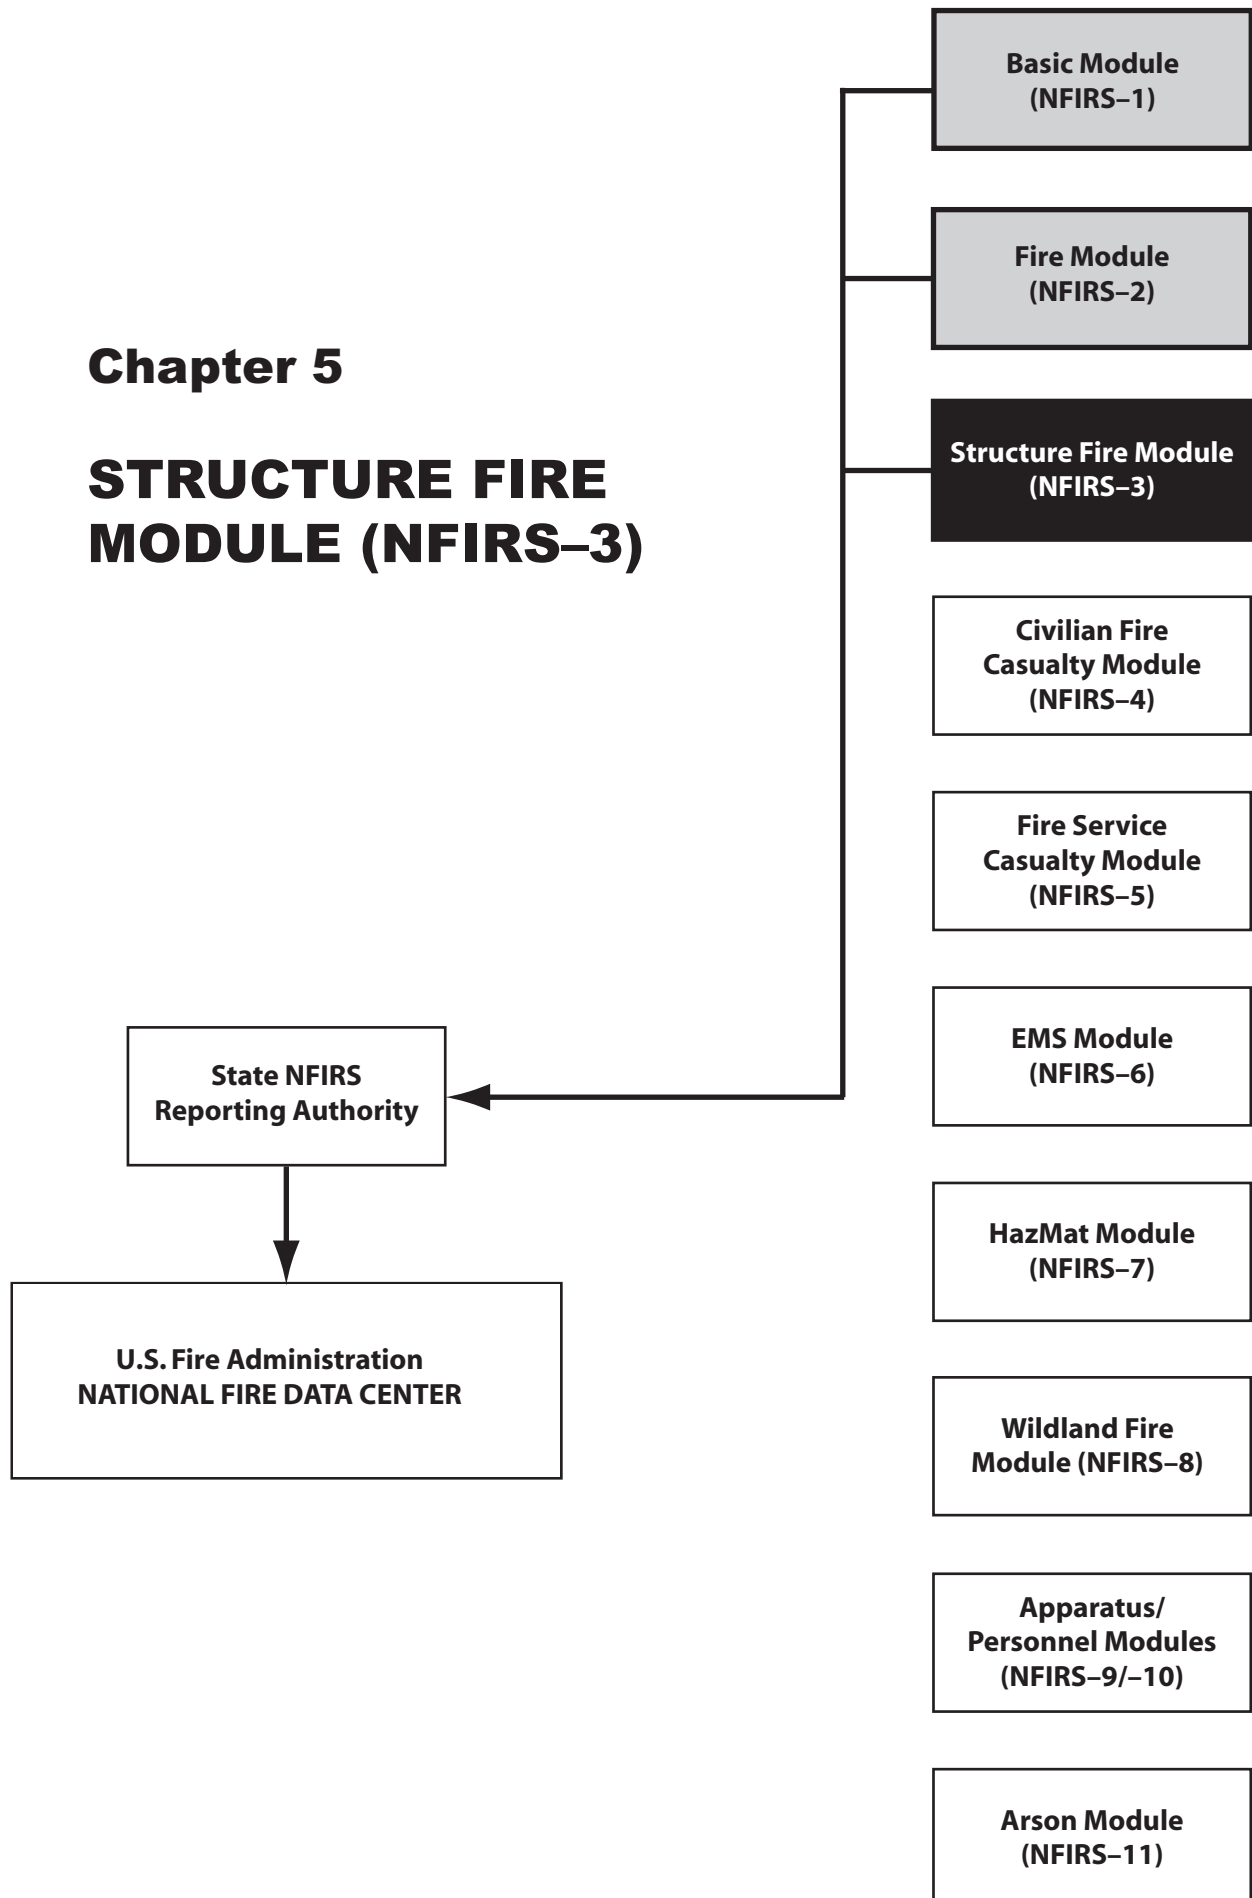 Chapter 5
STRUCTURE FIRE
MODULE (NFIRS–3)
Basic Module
(NFIRS–1)
Fire Module
(NFIRS–2)
Structure Fire Module
(NFIRS–3)
Civilian Fire
Casualty Module
(NFIRS–4)
Fire Service
Casualty Module
(NFIRS–5)
EMS Module
(NFIRS–6)
HazMat Module
(NFIRS–7)
Wildland Fire
Module (NFIRS–8)
Apparatus/
Personnel Modules
(NFIRS–9/–10)
Arson Module
(NFIRS–11)
State NFIRS
Reporting Authority
U.S. Fire Administration
NATIONAL FIRE DATA CENTER